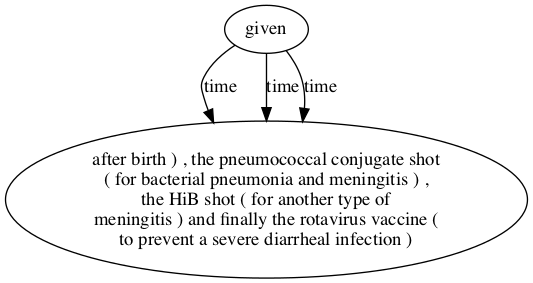 given
time time time
after birth ) , the pneumococcal conjugate shot
( for bacterial pneumonia and meningitis ) ,
the HiB shot ( for another type of
meningitis ) and finally the rotavirus vaccine (
to prevent a severe diarrheal infection )